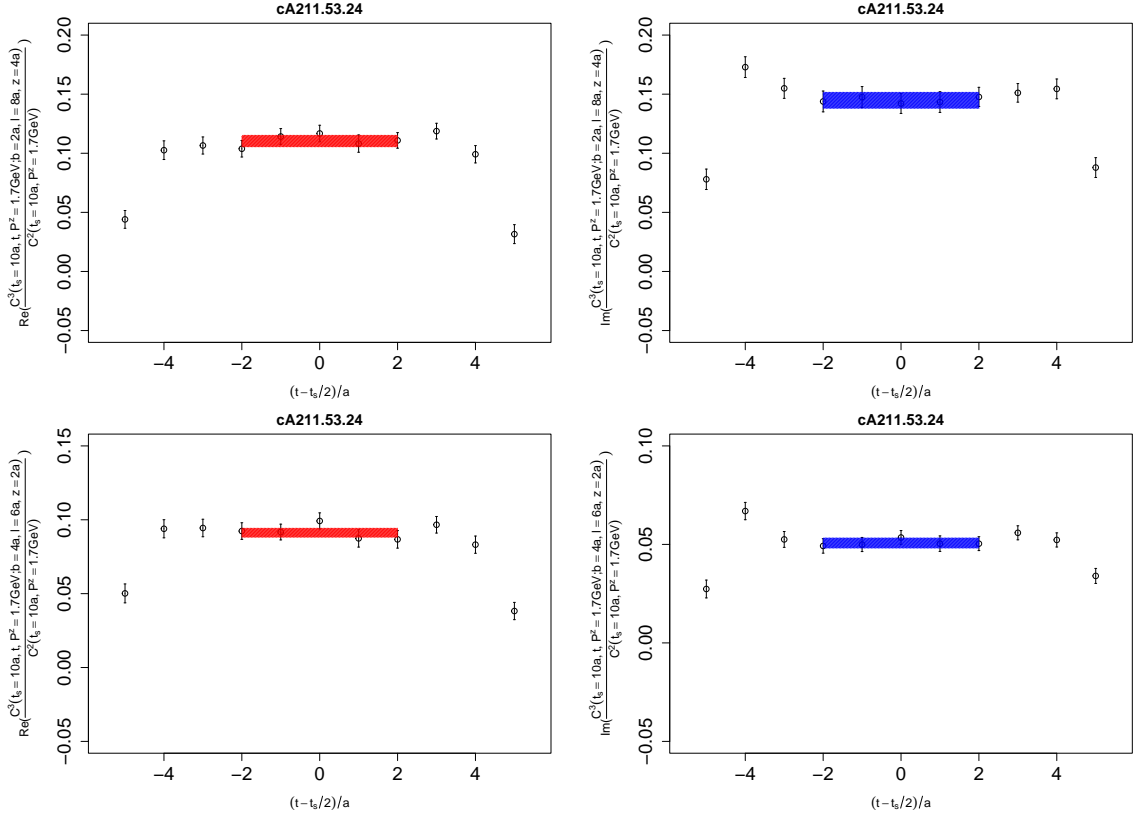 cA211.53.24
Re(C³(tₛ = 10a, t, Pᶻ = 1.7GeV;b = 2a, l = 8a, z = 4a)/C²(tₛ = 10a, Pᶻ = 1.7GeV))
0.20
0.15
0.10
0.05
0.00
−0.05
−4 −2 0 2 4
(t−tₛ/2)/a
cA211.53.24
Im(C³(tₛ = 10a, t, Pᶻ = 1.7GeV;b = 2a, l = 8a, z = 4a)/C²(tₛ = 10a, Pᶻ = 1.7GeV))
0.20
0.15
0.10
0.05
0.00
−0.05
−4 −2 0 2 4
(t−tₛ/2)/a
cA211.53.24
Re(C³(tₛ = 10a, t, Pᶻ = 1.7GeV;b = 4a, l = 6a, z = 2a)/C²(tₛ = 10a, Pᶻ = 1.7GeV))
0.15
0.10
0.05
0.00
−0.05
−4 −2 0 2 4
(t−tₛ/2)/a
cA211.53.24
Im(C³(tₛ = 10a, t, Pᶻ = 1.7GeV;b = 4a, l = 6a, z = 2a)/C²(tₛ = 10a, Pᶻ = 1.7GeV))
0.10
0.05
0.00
−0.05
−4 −2 0 2 4
(t−tₛ/2)/a